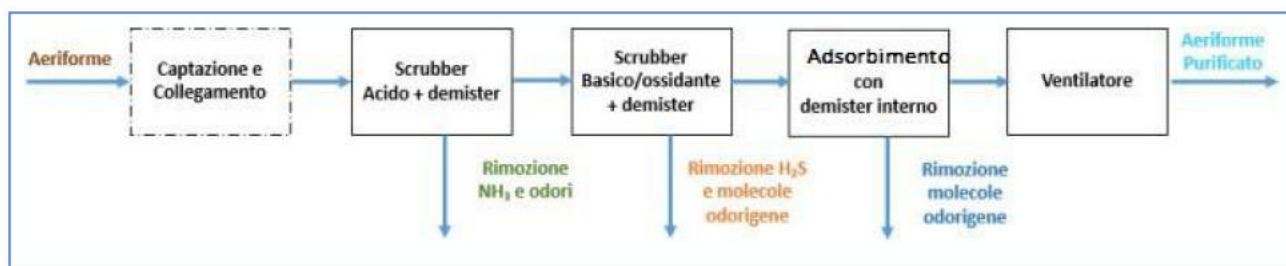 Aeriforme
Captazione e
Collegamento
Scrubber
Acido + demister
Scrubber
Basico/ossidante
+ demister
Adsorbimento
con
demister interno
Ventilatore
Aeriforme
Purificato
Rimozione
NH₃ e odori
Rimozione H₂S
e molecole
odorigene
Rimozione
molecole
odorigene